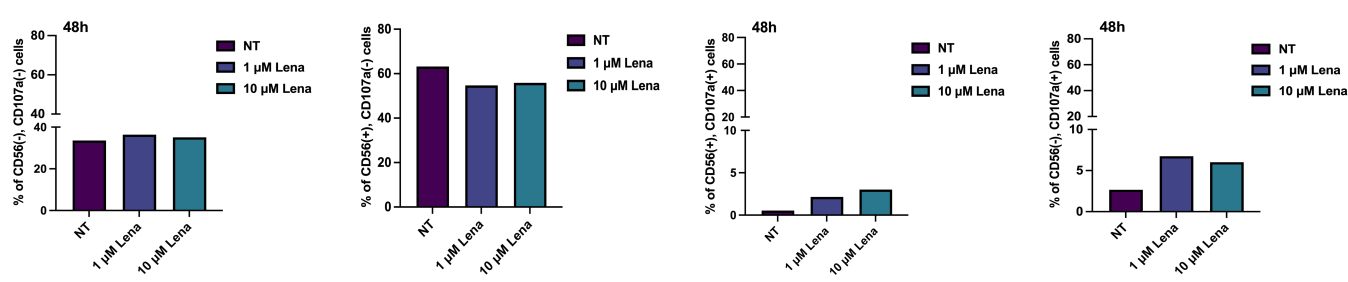 48h
% of CD56(-), CD107a(-) cells
80
60
40
40
20
0
NT
1 µM Lena
10 µM Lena
NT
1 µM Lena
10 µM Lena
% of CD56(+), CD107a(-) cells
80
60
40
20
0
NT
1 µM Lena
10 µM Lena
NT
1 µM Lena
10 µM Lena
48h
% of CD56(+), CD107a(+) cells
80
60
40
20
10
5
0
NT
1 µM Lena
10 µM Lena
NT
1 µM Lena
10 µM Lena
48h
% of CD56(-), CD107a(+) cells
80
60
40
20
10
5
0
NT
1 µM Lena
10 µM Lena
NT
1 µM Lena
10 µM Lena